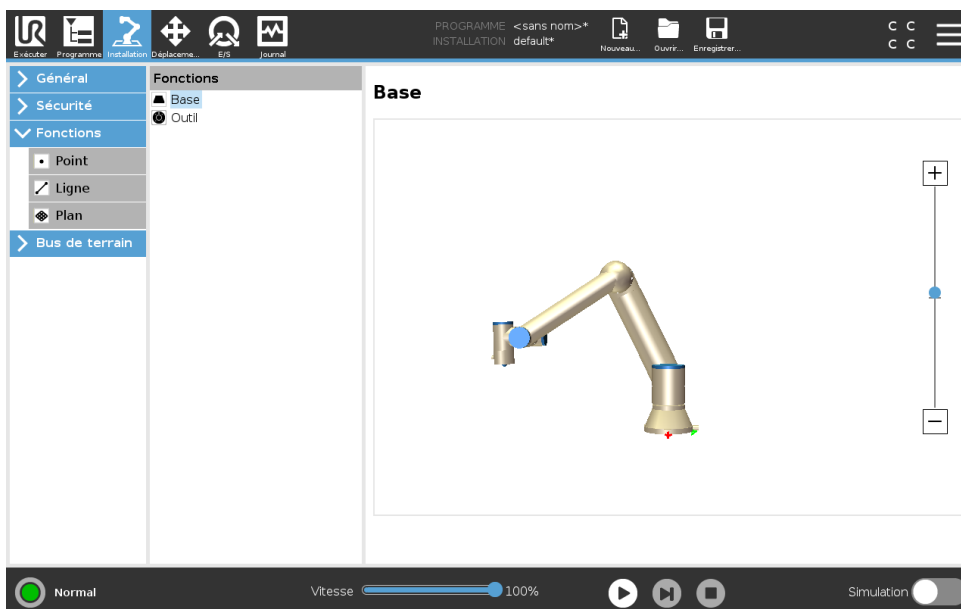 PROGRAMME <sans nom>*
INSTALLATION default*
Exécuter Programme Installation Déplaceme... E/S Journal Nouveau... Ouvrir... Enregistrer...
C C
C C
Général
Sécurité
Fonctions
Point
Ligne
Plan
Bus de terrain
Fonctions
Base
Outil
Base
Normal Vitesse 100% Simulation